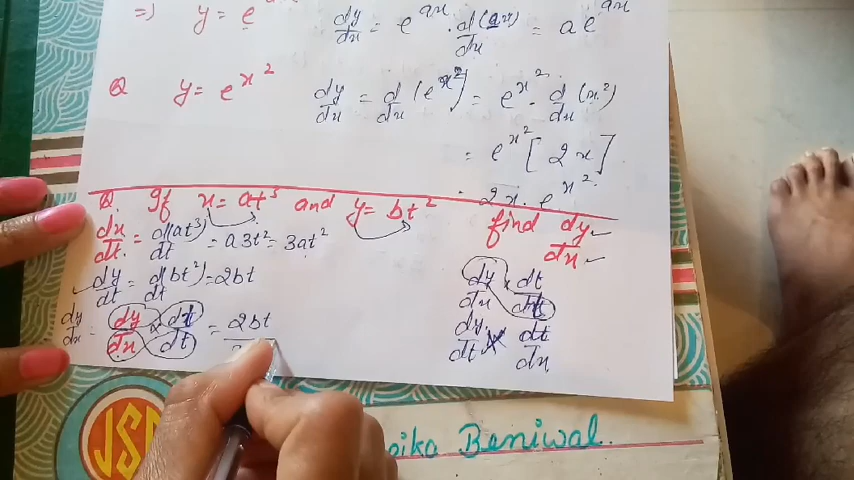 => y = e dy/dx = e^ax . d(ax)/dx = a e^ax
Q y = e^x² dy/dx = d/dx (e^x²) = e^x² . d/dx (x²)
= e^x² [2x]
= 2x . e^x².
Q. If x = at³ and y = bt² find dy/dx
dx/dt = d(at³)/dt = a3t² = 3at²
dy/dt = d(bt²)/dt = 2bt
dy/dx × dt/dt
dy/dx = dy/dx × dt/dt = 2bt
dy/dt × dt/dx
JSD
Beniwal